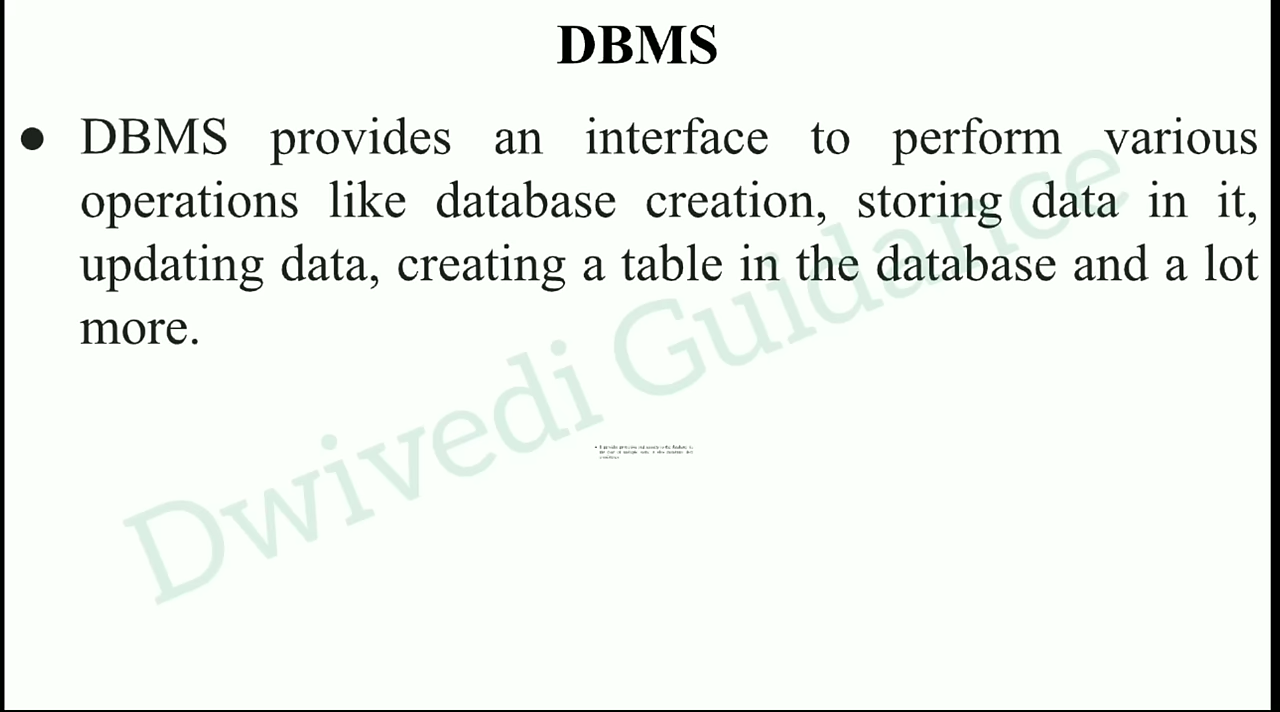 DBMS
● DBMS provides an interface to perform various
operations like database creation, storing data in it,
updating data, creating a table in the database and a lot
more.
Dwivedi Guidance